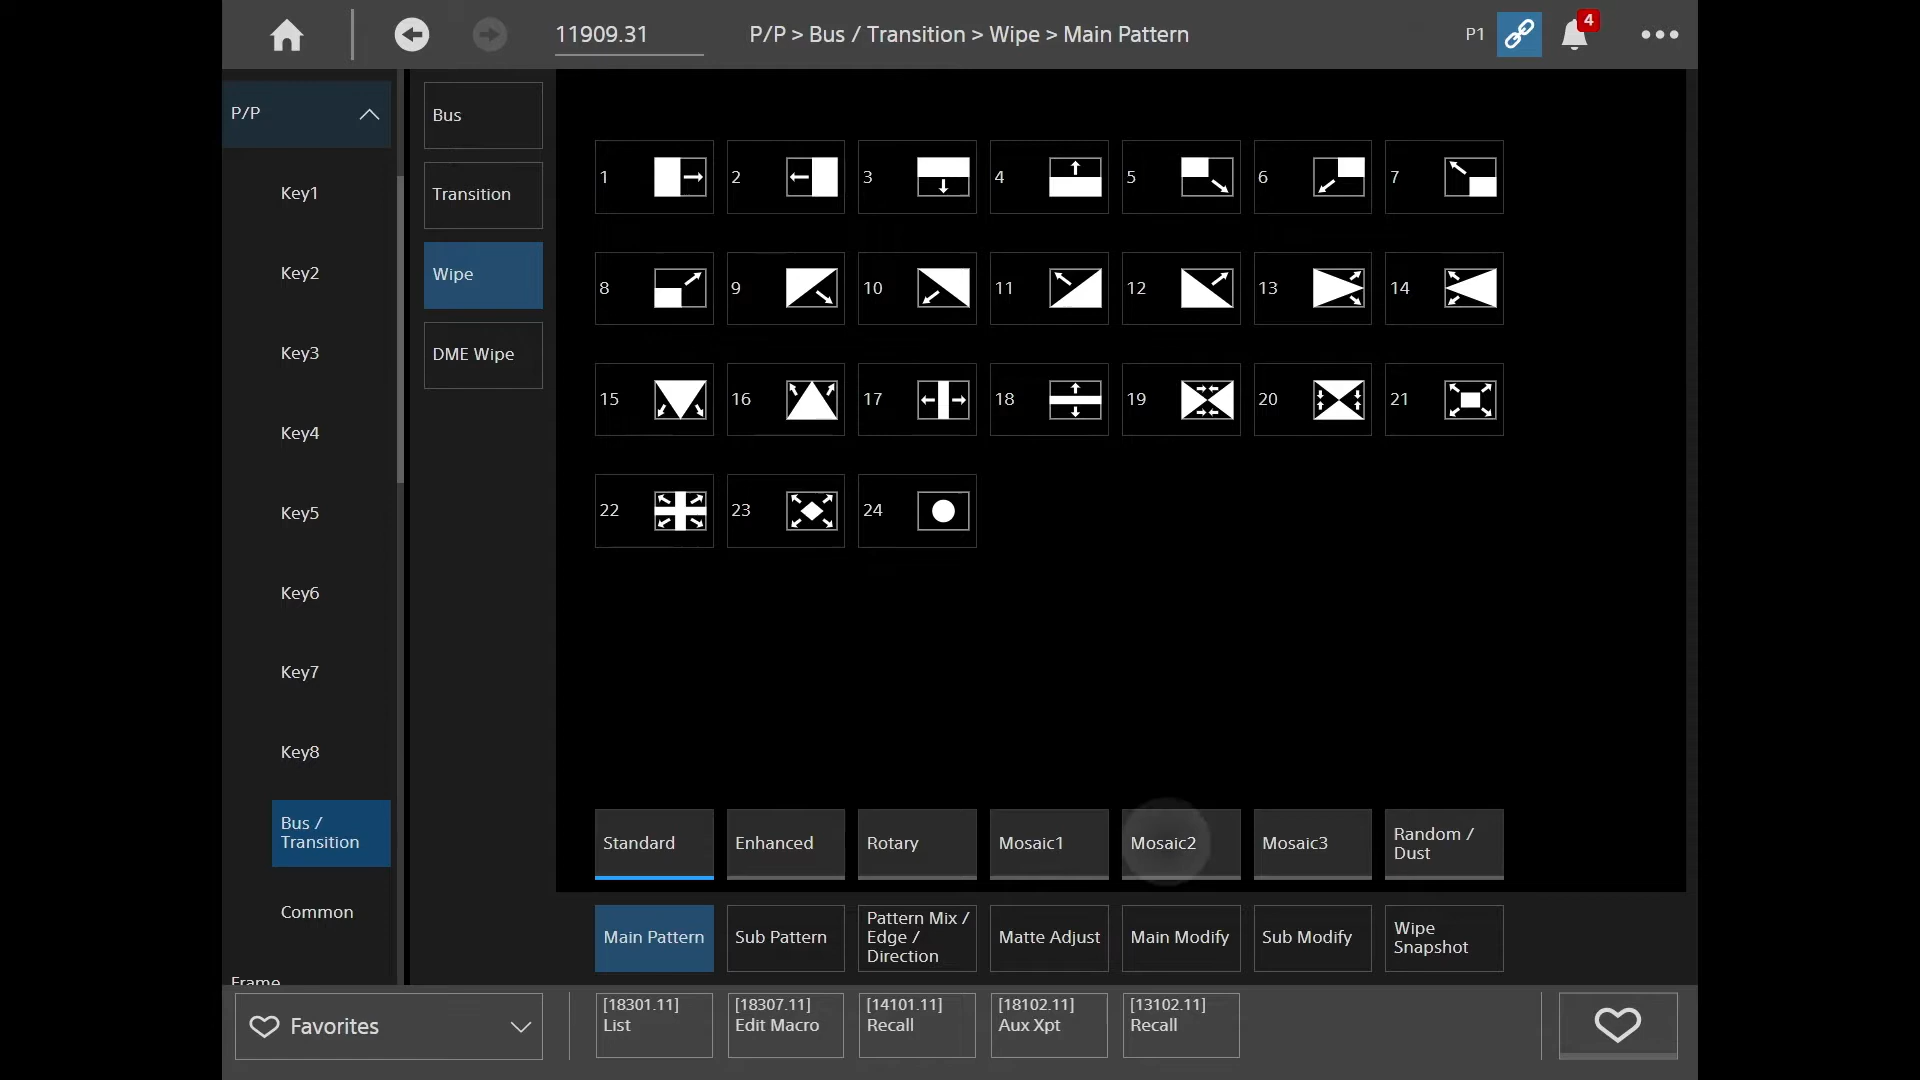 11909.31
P/P > Bus / Transition > Wipe > Main Pattern
P1
4
P/P
Key1
Key2
Key3
Key4
Key5
Key6
Key7
Key8
Bus /
Transition
Common
Frame
Bus
Transition
Wipe
DME Wipe
1
2
3
4
5
6
7
8
9
10
11
12
13
14
15
16
17
18
19
20
21
22
23
24
Standard
Enhanced
Rotary
Mosaic1
Mosaic2
Mosaic3
Random /
Dust
Main Pattern
Sub Pattern
Pattern Mix /
Edge /
Direction
Matte Adjust
Main Modify
Sub Modify
Wipe
Snapshot
Favorites
[18301.11]
List
[18307.11]
Edit Macro
[14101.11]
Recall
[18102.11]
Aux Xpt
[13102.11]
Recall